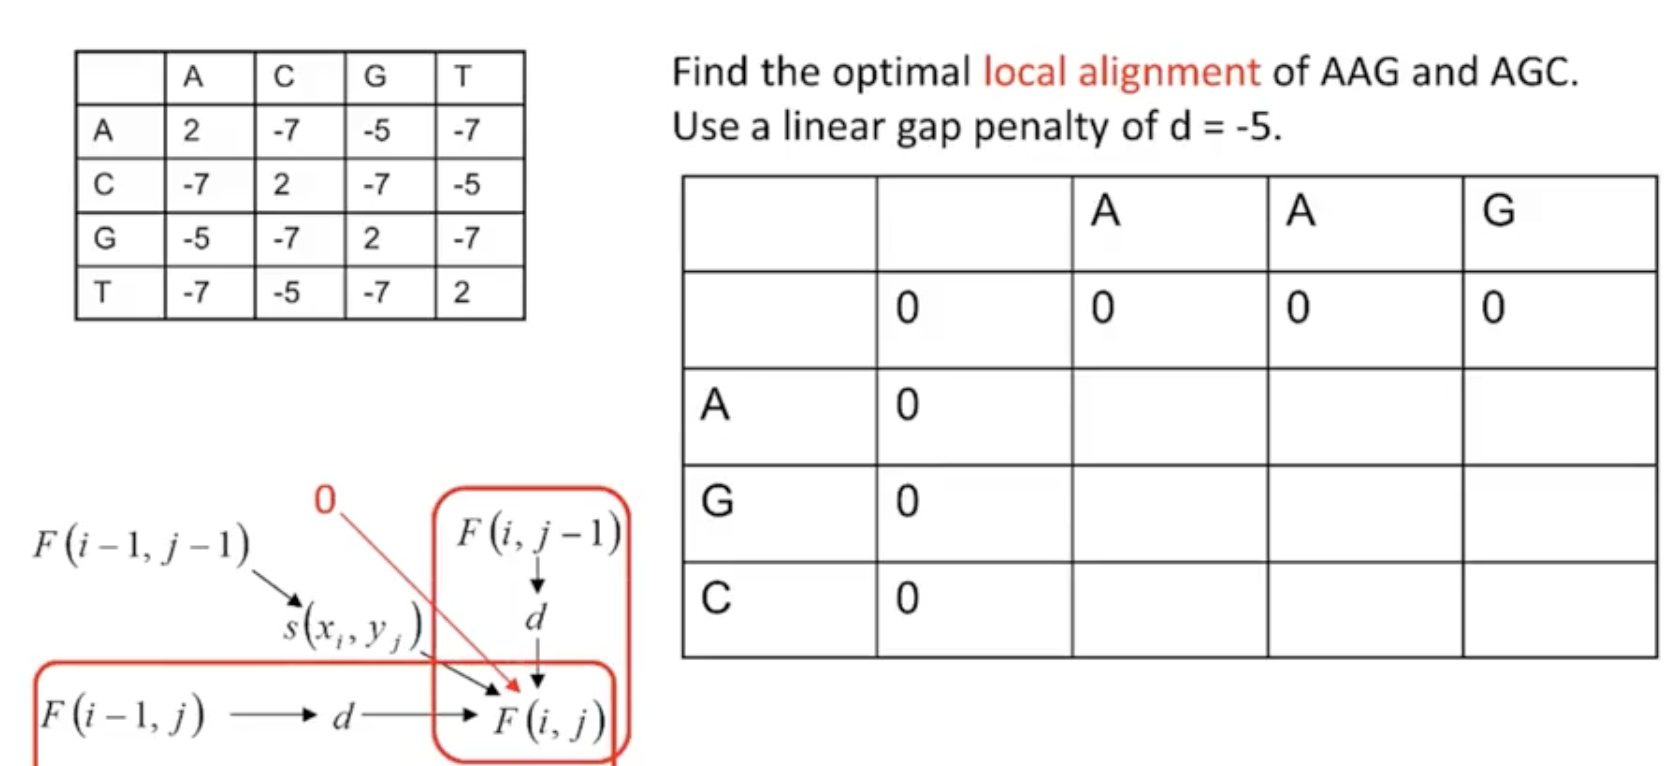 A C G T
A 2 -7 -5 -7
C -7 2 -7 -5
G -5 -7 2 -7
T -7 -5 -7 2
Find the optimal local alignment of AAG and AGC.
Use a linear gap penalty of d = -5.
A A G
0 0 0 0
A 0
G 0
C 0
0
F(i−1, j−1)
F(i, j−1)
s(x_i, y_j)
d
F(i−1, j) d F(i, j)